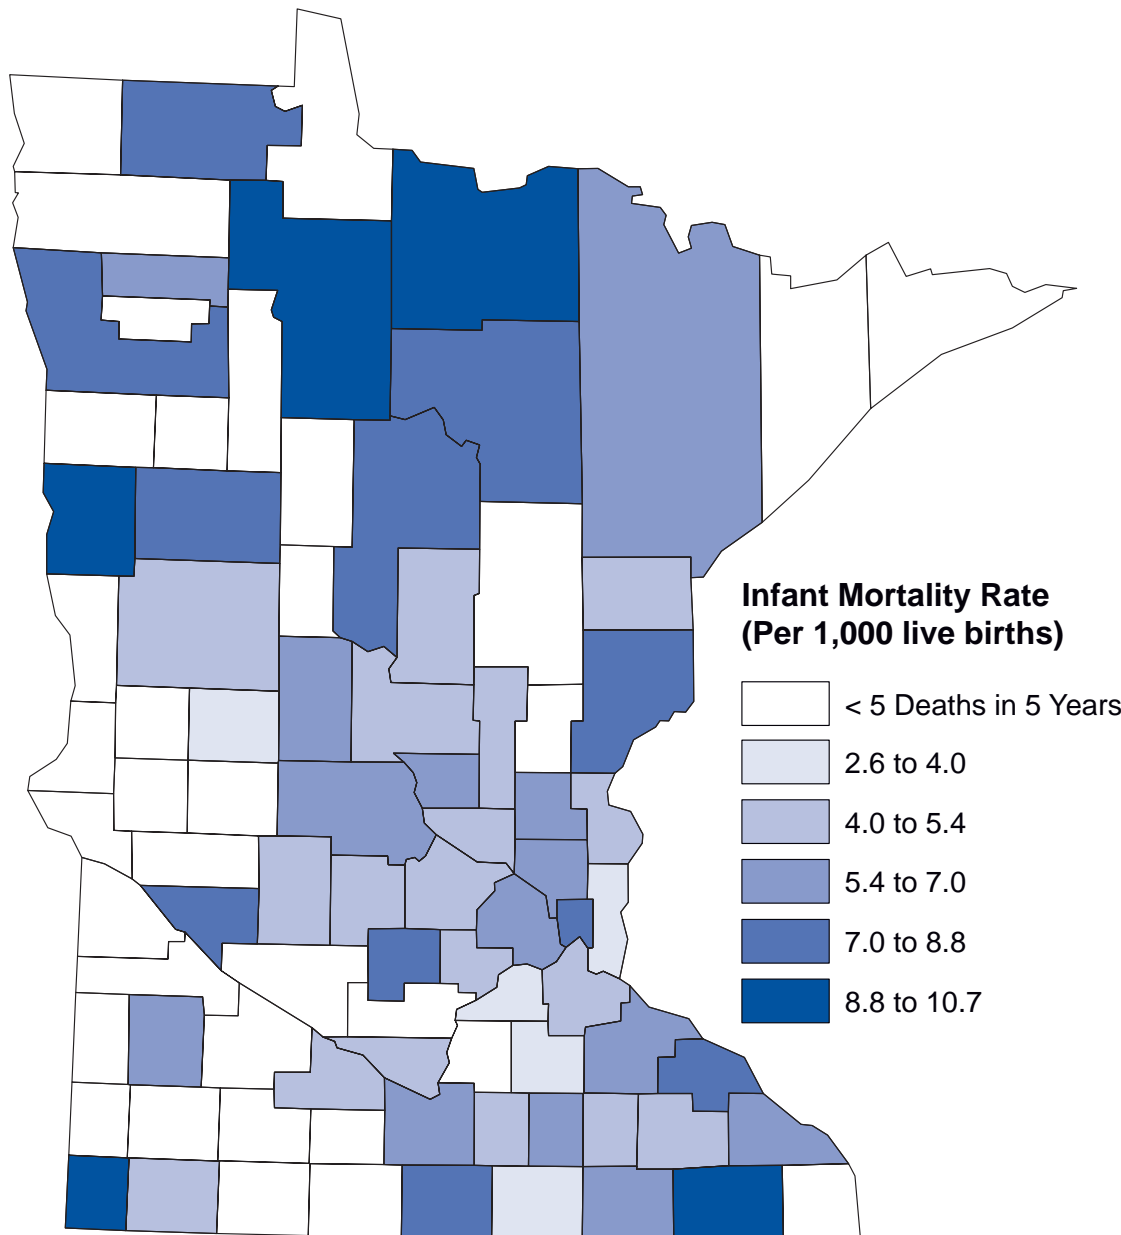 Infant Mortality Rate
(Per 1,000 live births)
< 5 Deaths in 5 Years
2.6 to 4.0
4.0 to 5.4
5.4 to 7.0
7.0 to 8.8
8.8 to 10.7